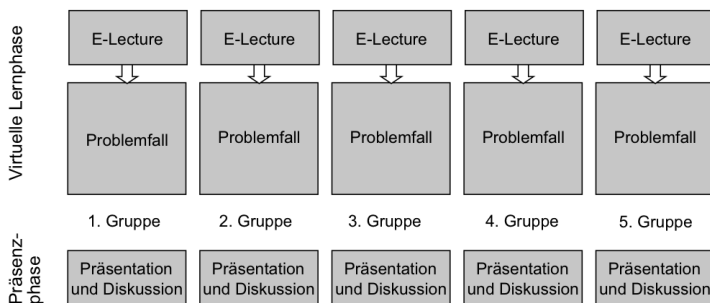 Virtuelle Lernphase
E-Lecture E-Lecture E-Lecture E-Lecture E-Lecture
Problemfall Problemfall Problemfall Problemfall Problemfall
1. Gruppe 2. Gruppe 3. Gruppe 4. Gruppe 5. Gruppe
Präsenz-
phase
Präsentation Präsentation Präsentation Präsentation Präsentation
und Diskussion und Diskussion und Diskussion und Diskussion und Diskussion